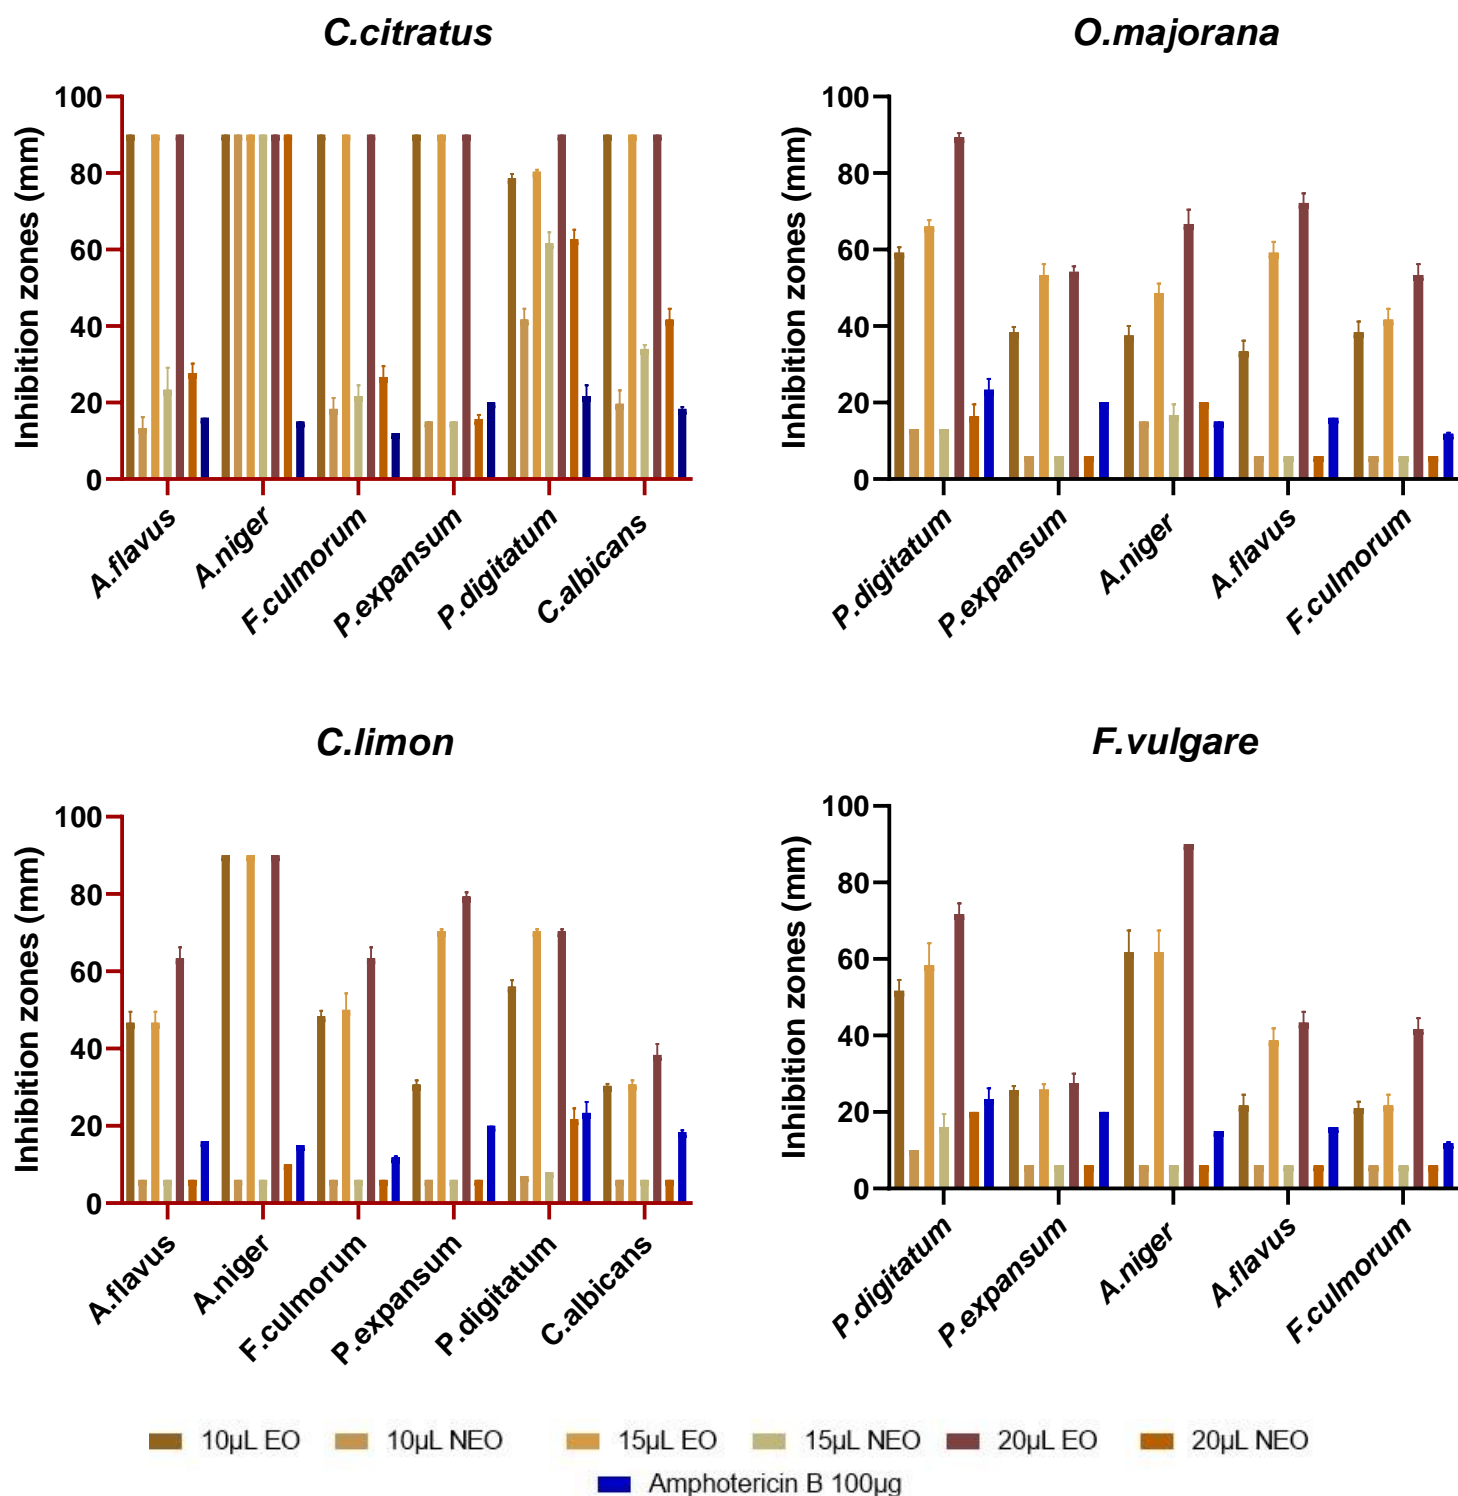 C.citratus
Inhibition zones (mm)
100
80
60
40
20
0
A.flavus
A.niger
F.culmorum
P.expansum
P.digitatum
C.albicans
O.majorana
Inhibition zones (mm)
100
80
60
40
20
0
P.digitatum
P.expansum
A.niger
A.flavus
F.culmorum
C.limon
Inhibition zones (mm)
100
80
60
40
20
0
A.flavus
A.niger
F.culmorum
P.expansum
P.digitatum
C.albicans
F.vulgare
Inhibition zones (mm)
100
80
60
40
20
0
P.digitatum
P.expansum
A.niger
A.flavus
F.culmorum
10µL EO 10µL NEO 15µL EO 15µL NEO 20µL EO 20µL NEO
Amphotericin B 100µg